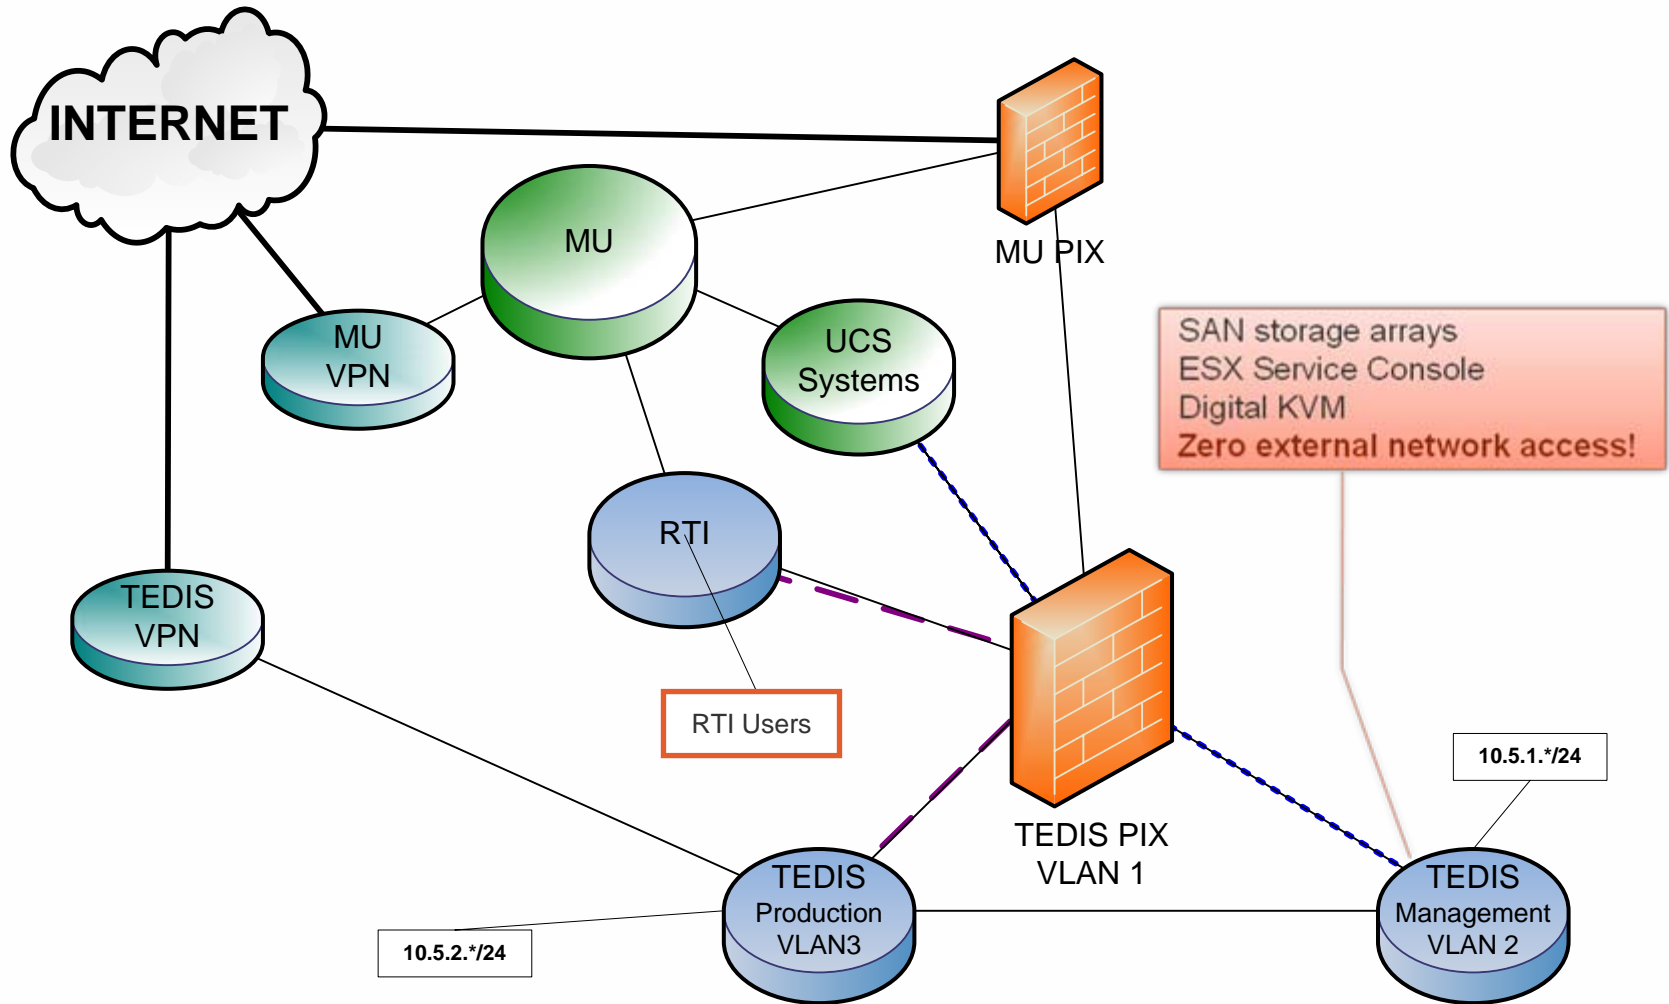 INTERNET
MU PIX
MU
MU
VPN
UCS
Systems
SAN storage arrays
ESX Service Console
Digital KVM
Zero external network access!
RTI
TEDIS
VPN
RTI Users
10.5.1.*/24
TEDIS PIX
VLAN 1
TEDIS
Production
VLAN3
TEDIS
Management
VLAN 2
10.5.2.*/24